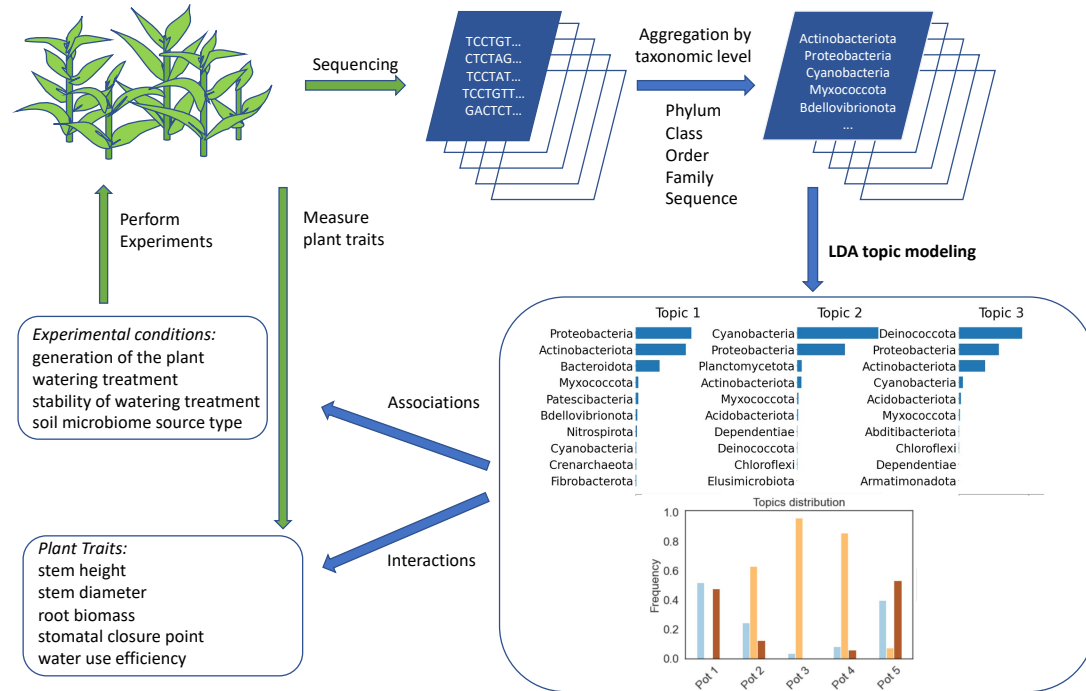 TCCTGT...
CTCTAG...
TCCTAT...
TCCTGTT...
GACTCT...
Sequencing
Aggregation by
taxonomic level
Phylum
Class
Order
Family
Sequence
Actinobacteriota
Proteobacteria
Cyanobacteria
Myxococcota
Bdellovibrionota
...
Perform
Experiments
Measure
plant traits
LDA topic modeling
Experimental conditions:
generation of the plant
watering treatment
stability of watering treatment
soil microbiome source type
Associations
Interactions
Plant Traits:
stem height
stem diameter
root biomass
stomatal closure point
water use efficiency
Topic 1
Proteobacteria
Actinobacteriota
Bacteroidota
Myxococcota
Patescibacteria
Bdellovibrionota
Nitrospirota
Cyanobacteria
Crenarchaeota
Fibrobacterota
Topic 2
Cyanobacteria
Proteobacteria
Planctomycetota
Actinobacteriota
Myxococcota
Acidobacteriota
Dependentiae
Deinococcota
Chloroflexi
Elusimicrobiota
Topic 3
Deinococcota
Proteobacteria
Actinobacteriota
Cyanobacteria
Acidobacteriota
Myxococcota
Abditibacteriota
Chloroflexi
Dependentiae
Armatimonadota
Topics distribution
Frequency
1.0
0.8
0.6
0.4
0.2
0.0
Pot 1
Pot 2
Pot 3
Pot 4
Pot 5